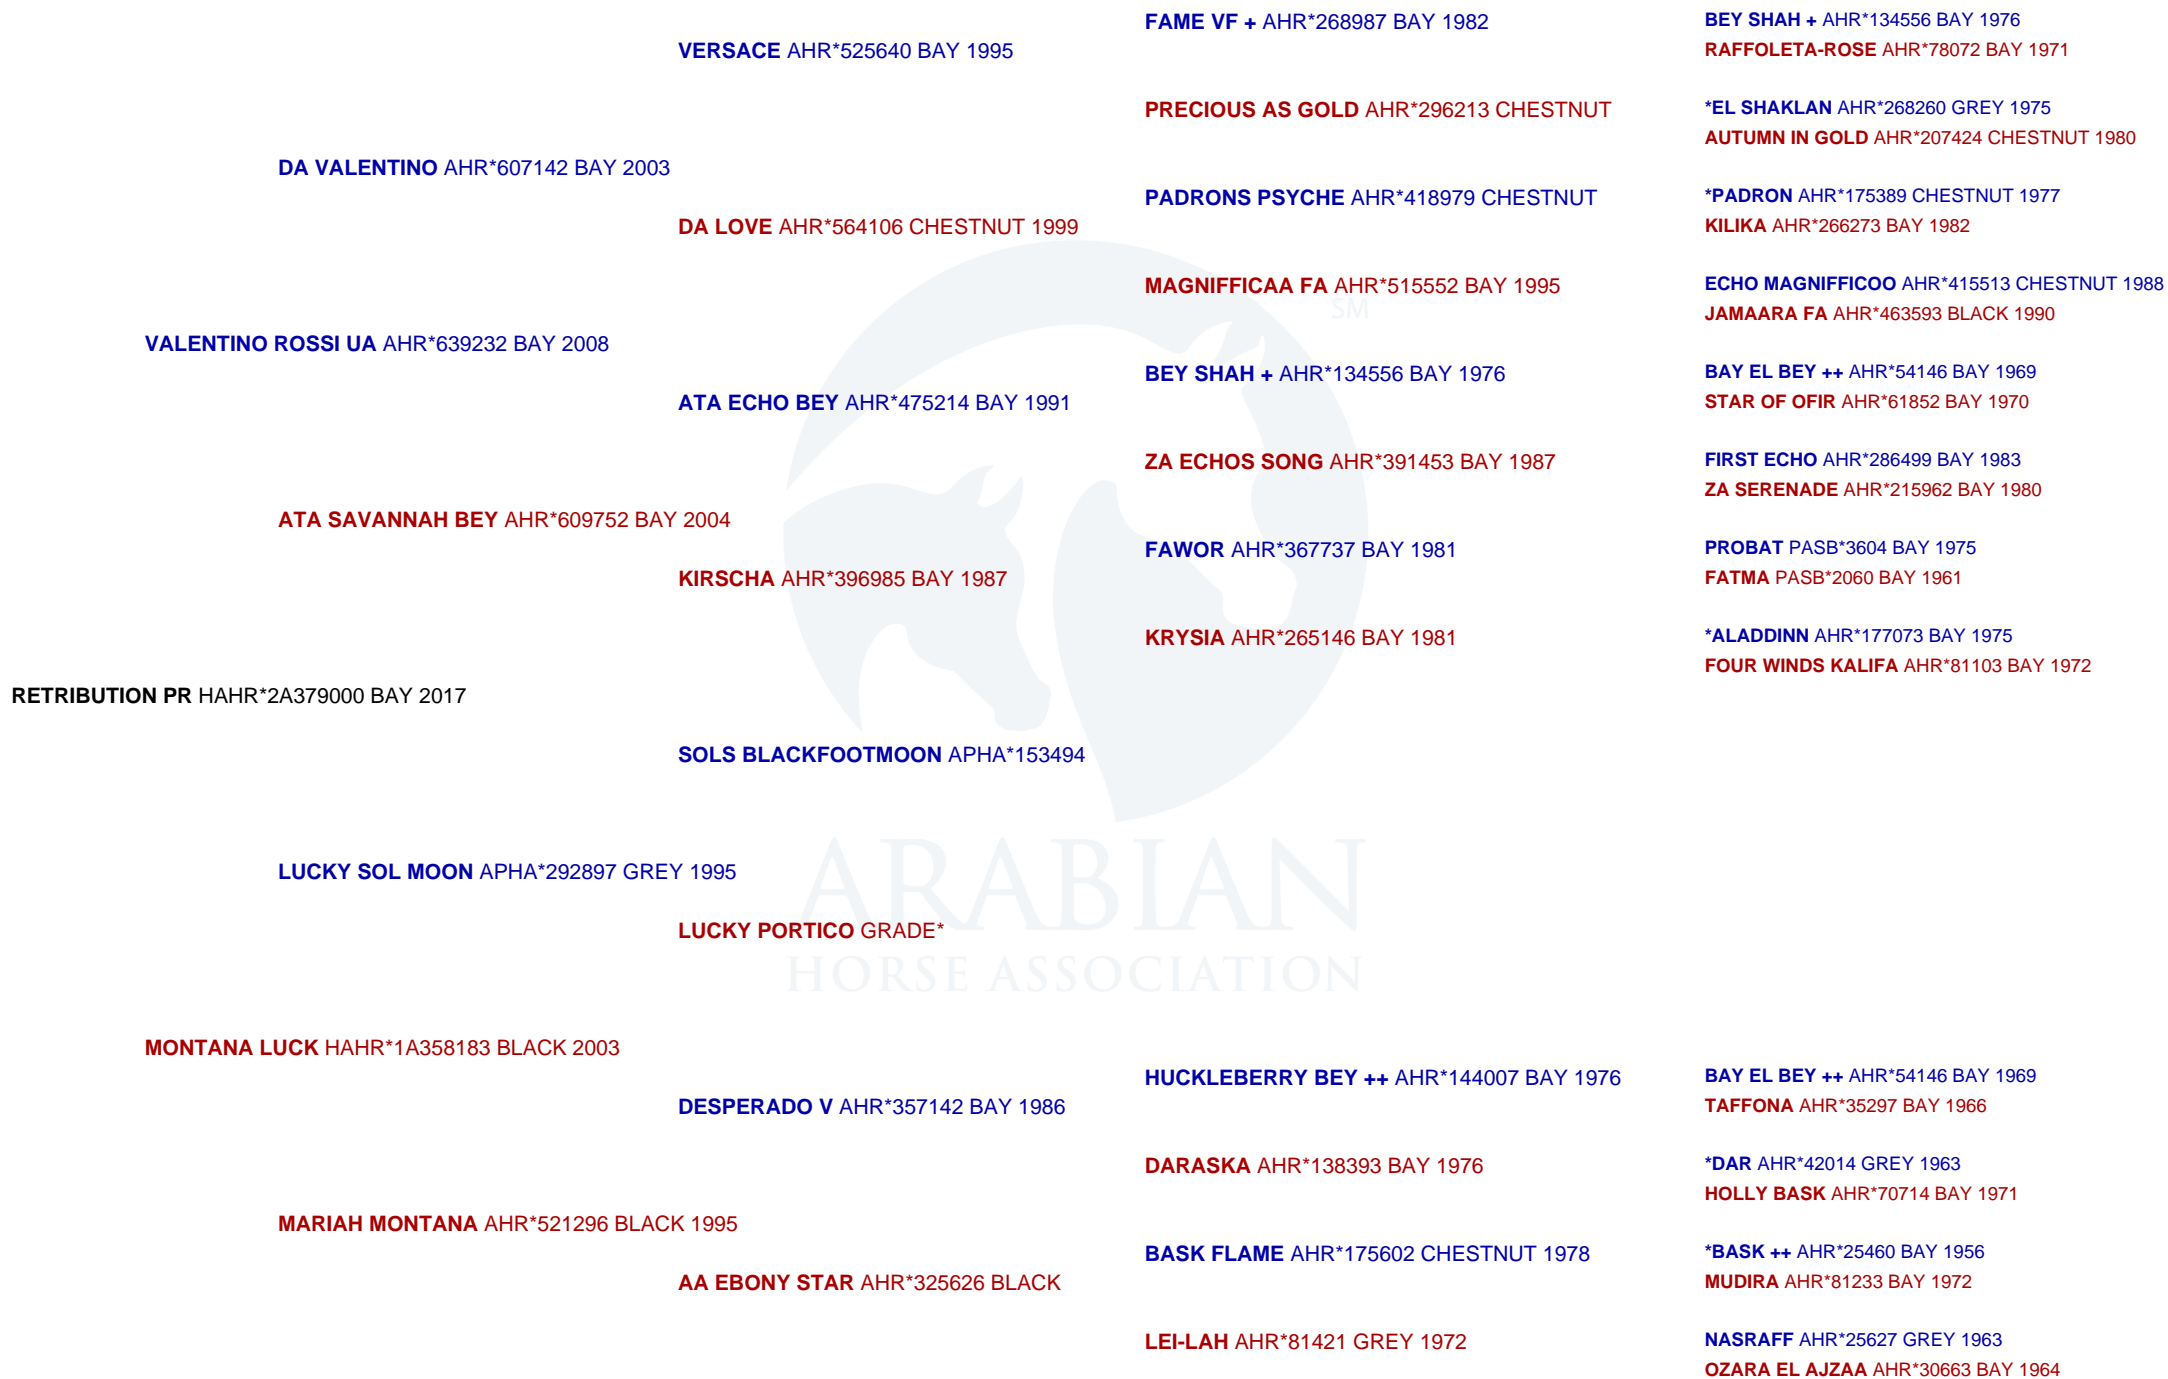 FAME VF + AHR*268987 BAY 1982
BEY SHAH + AHR*134556 BAY 1976
VERSACE AHR*525640 BAY 1995
RAFFOLETA-ROSE AHR*78072 BAY 1971
PRECIOUS AS GOLD AHR*296213 CHESTNUT
*EL SHAKLAN AHR*268260 GREY 1975
AUTUMN IN GOLD AHR*207424 CHESTNUT 1980
DA VALENTINO AHR*607142 BAY 2003
PADRONS PSYCHE AHR*418979 CHESTNUT
*PADRON AHR*175389 CHESTNUT 1977
DA LOVE AHR*564106 CHESTNUT 1999
KILIKA AHR*266273 BAY 1982
MAGNIFFICAA FA AHR*515552 BAY 1995
ECHO MAGNIFFICOO AHR*415513 CHESTNUT 1988
SM
JAMAARA FA AHR*463593 BLACK 1990
VALENTINO ROSSI UA AHR*639232 BAY 2008
BEY SHAH + AHR*134556 BAY 1976
BAY EL BEY ++ AHR*54146 BAY 1969
ATA ECHO BEY AHR*475214 BAY 1991
STAR OF OFIR AHR*61852 BAY 1970
ZA ECHOS SONG AHR*391453 BAY 1987
FIRST ECHO AHR*286499 BAY 1983
ZA SERENADE AHR*215962 BAY 1980
ATA SAVANNAH BEY AHR*609752 BAY 2004
FAWOR AHR*367737 BAY 1981
PROBAT PASB*3604 BAY 1975
KIRSCHA AHR*396985 BAY 1987
FATMA PASB*2060 BAY 1961
KRYSIA AHR*265146 BAY 1981
*ALADDINN AHR*177073 BAY 1975
FOUR WINDS KALIFA AHR*81103 BAY 1972
RETRIBUTION PR HAHR*2A379000 BAY 2017
SOLS BLACKFOOTMOON APHA*153494
LUCKY SOL MOON APHA*292897 GREY 1995
ARABIAN
LUCKY PORTICO GRADE*
HORSE ASSOCIATION
MONTANA LUCK HAHR*1A358183 BLACK 2003
HUCKLEBERRY BEY ++ AHR*144007 BAY 1976
BAY EL BEY ++ AHR*54146 BAY 1969
DESPERADO V AHR*357142 BAY 1986
TAFFONA AHR*35297 BAY 1966
DARASKA AHR*138393 BAY 1976
*DAR AHR*42014 GREY 1963
HOLLY BASK AHR*70714 BAY 1971
MARIAH MONTANA AHR*521296 BLACK 1995
BASK FLAME AHR*175602 CHESTNUT 1978
*BASK ++ AHR*25460 BAY 1956
AA EBONY STAR AHR*325626 BLACK
MUDIRA AHR*81233 BAY 1972
LEI-LAH AHR*81421 GREY 1972
NASRAFF AHR*25627 GREY 1963
OZARA EL AJZAA AHR*30663 BAY 1964